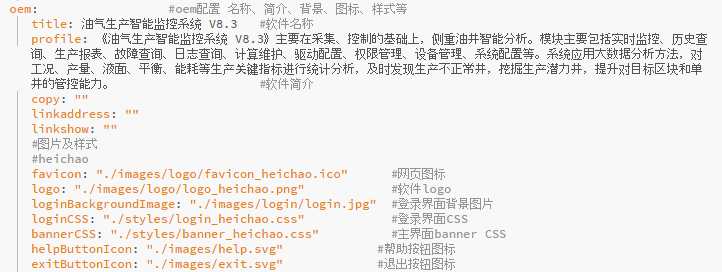 oem: #oem配置 名称、简介、背景、图标、样式等
title: 油气生产智能监控系统 V8.3 #软件名称
profile: 《油气生产智能监控系统 V8.3》主要在采集、控制的基础上，侧重油井智能分析。模块主要包括实时监控、历史查
询、生产报表、故障查询、日志查询、计算维护、驱动配置、权限管理、设备管理、系统配置等。系统应用大数据分析方法，对
工况、产量、液面、平衡、能耗等生产关键指标进行统计分析，及时发现生产不正常井，挖掘生产潜力井，提升对目标区块和单
井的管控能力。 #软件简介
copy: ""
linkaddress: ""
linkshow: ""
#图片及样式
#heichao
favicon: "./images/logo/favicon_heichao.ico" #网页图标
logo: "./images/logo/logo_heichao.png" #软件logo
loginBackgroundImage: "./images/login/login.jpg" #登录界面背景图片
loginCSS: "./styles/login_heichao.css" #登录界面CSS
bannerCSS: "./styles/banner_heichao.css" #主界面banner CSS
helpButtonIcon: "./images/help.svg" #帮助按钮图标
exitButtonIcon: "./images/exit.svg" #退出按钮图标